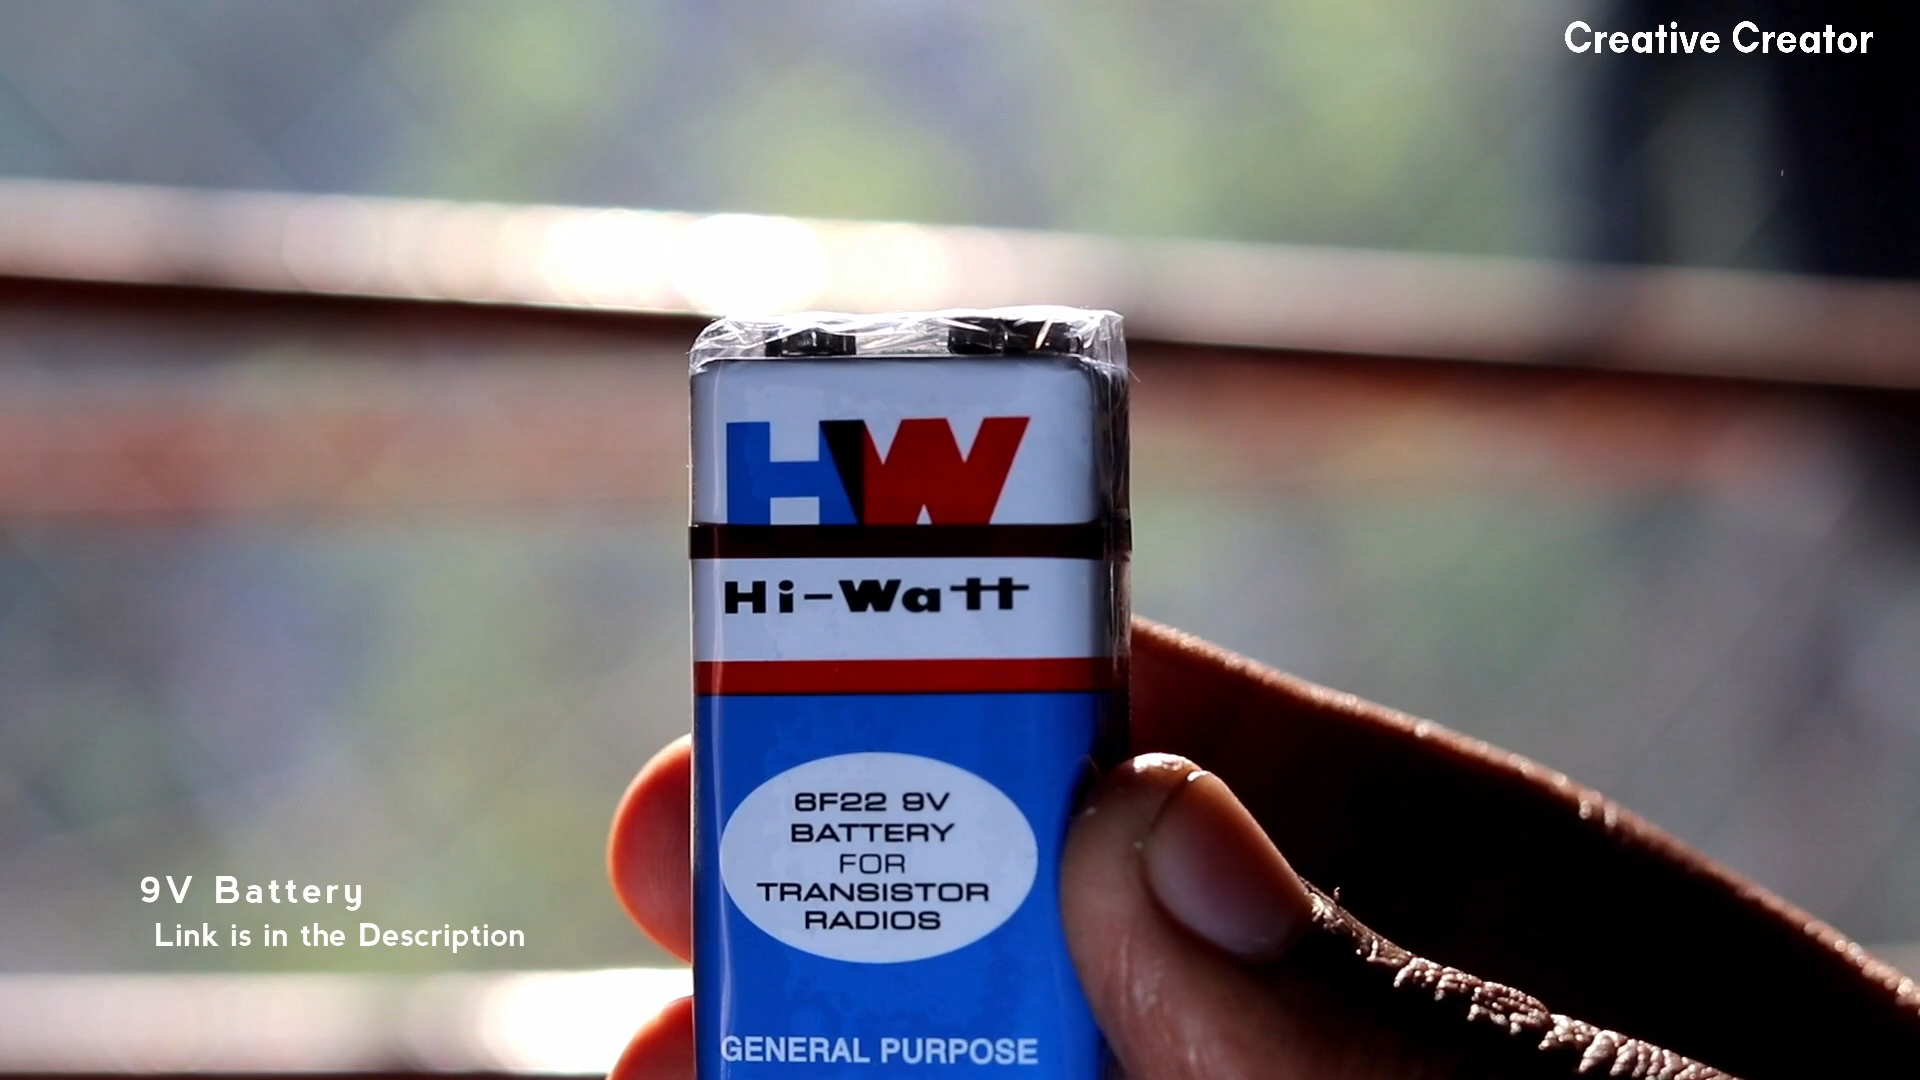 Creative Creator
HW
Hi-Watt
6F22 9V
BATTERY
FOR
TRANSISTOR
RADIOS
GENERAL PURPOSE
9V Battery
Link is in the Description